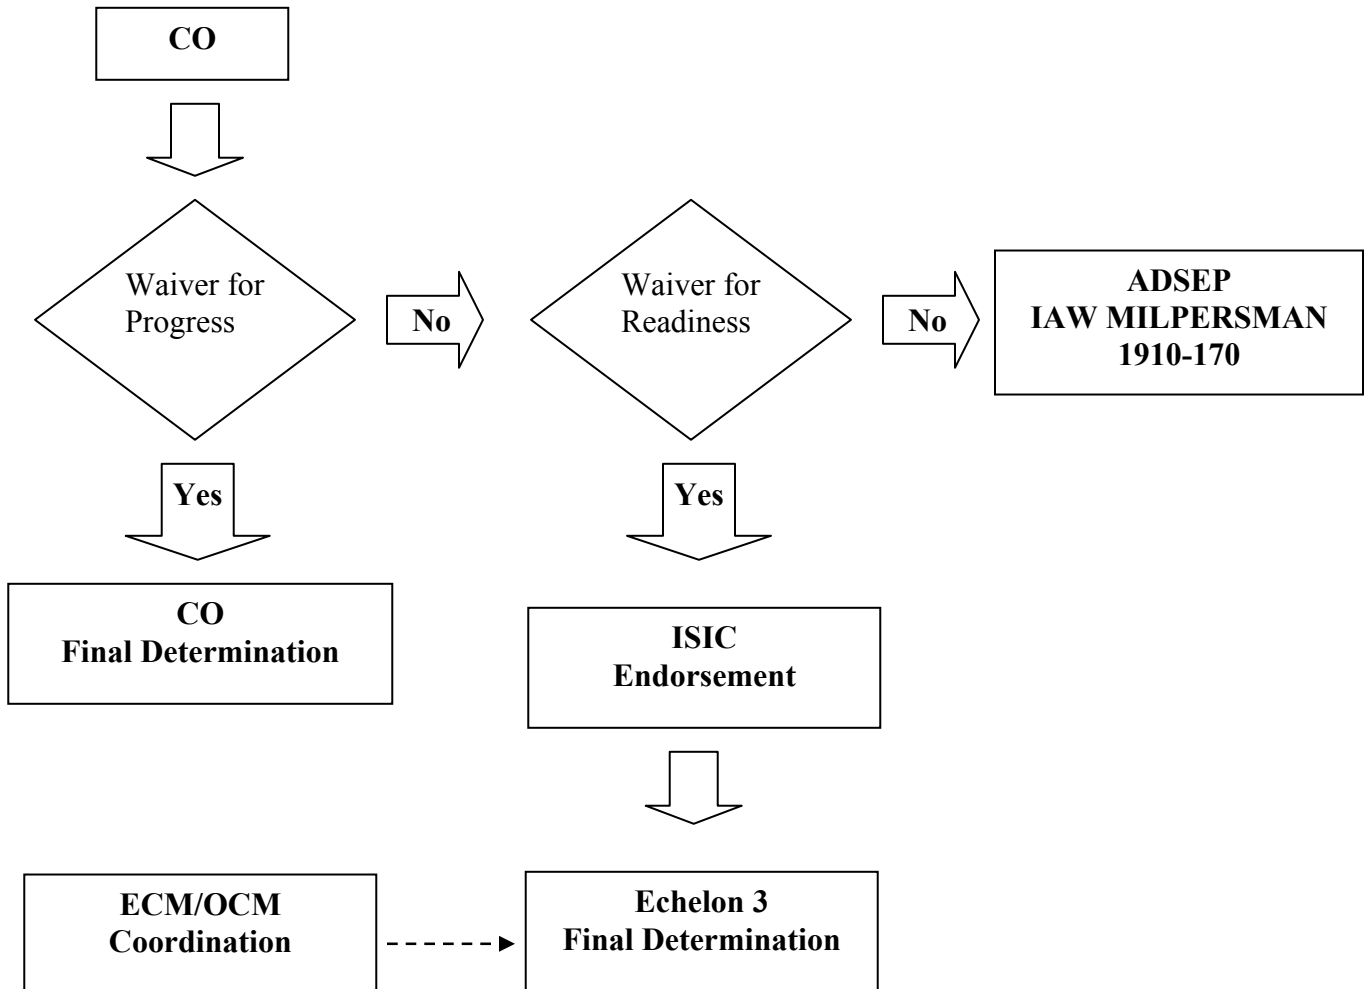 CO
Waiver for
Progress
No
Waiver for
Readiness
No
ADSEP
IAW MILPERSMAN
1910-170
Yes
Yes
CO
Final Determination
ISIC
Endorsement
ECM/OCM
Coordination
Echelon 3
Final Determination